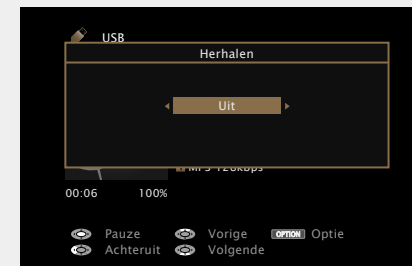 USB
Herhalen
Uit
MP3 128kbps
00:06 100%
Pauze Vorige OPTION Optie
Achteruit Volgende